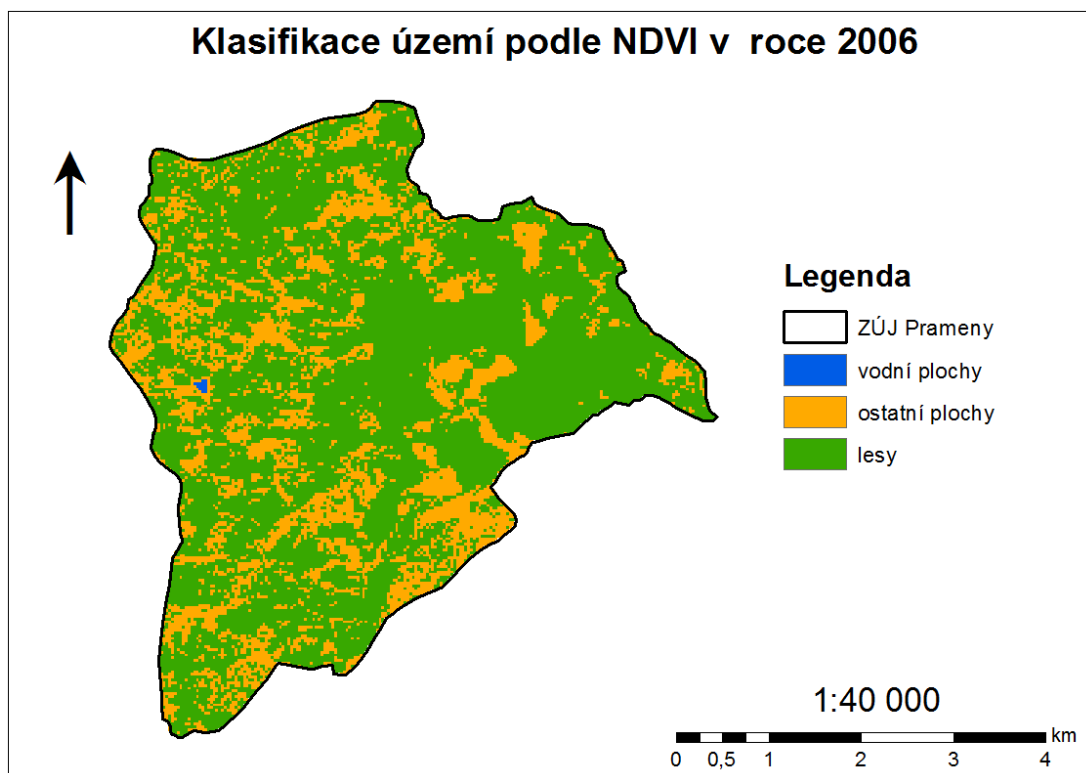 Klasifikace území podle NDVI v  roce 2006
Legenda
ZÚJ Prameny
vodní plochy
ostatní plochy
lesy
1:40 000
km
0 0,5 1 2 3 4